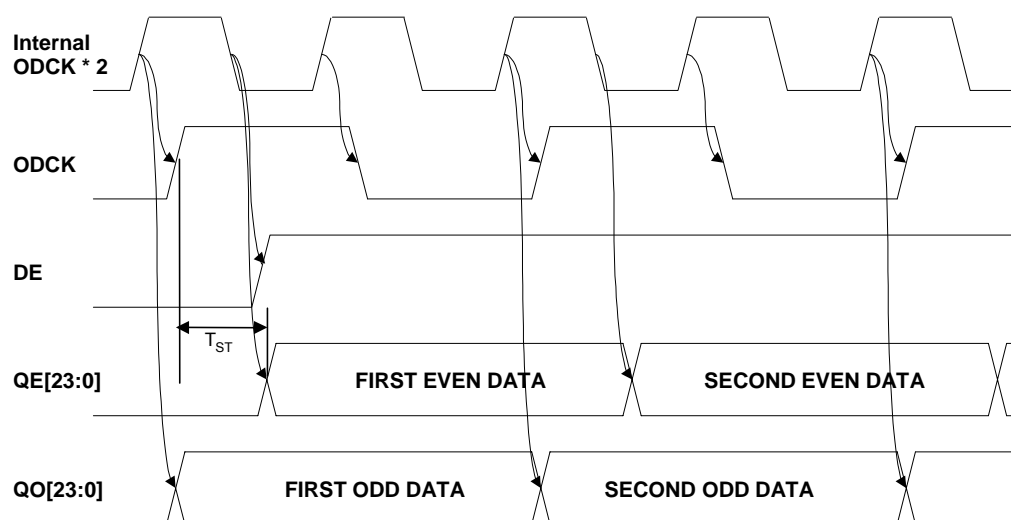 Internal
ODCK * 2
ODCK
DE
TST
QE[23:0]
FIRST EVEN DATA
SECOND EVEN DATA
QO[23:0]
FIRST ODD DATA
SECOND ODD DATA